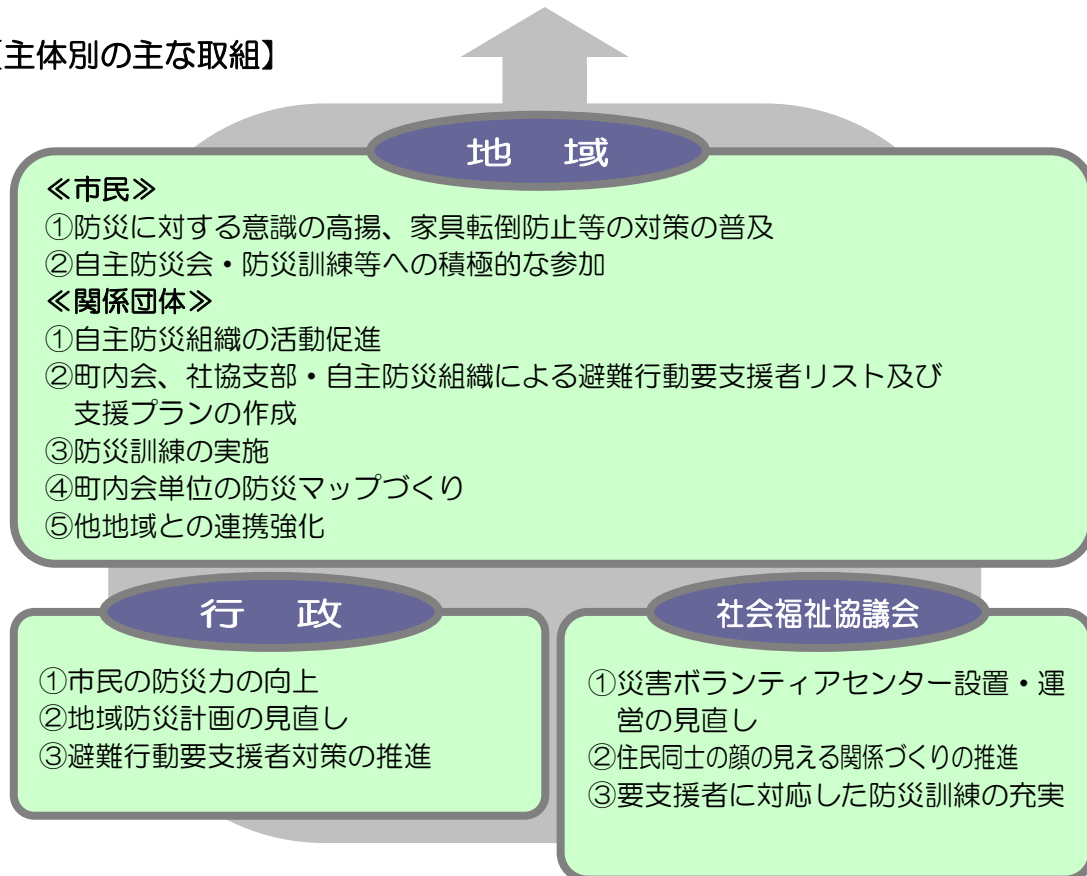 【主体別の主な取組】
地 域
≪市民≫
①防災に対する意識の高揚、家具転倒防止等の対策の普及
②自主防災会・防災訓練等への積極的な参加
≪関係団体≫
①自主防災組織の活動促進
②町内会、社協支部・自主防災組織による避難行動要支援者リスト及び
支援プランの作成
③防災訓練の実施
④町内会単位の防災マップづくり
⑤他地域との連携強化
行 政
①市民の防災力の向上
②地域防災計画の見直し
③避難行動要支援者対策の推進
社会福祉協議会
①災害ボランティアセンター設置・運
営の見直し
②住民同士の顔の見える関係づくりの推進
③要支援者に対応した防災訓練の充実